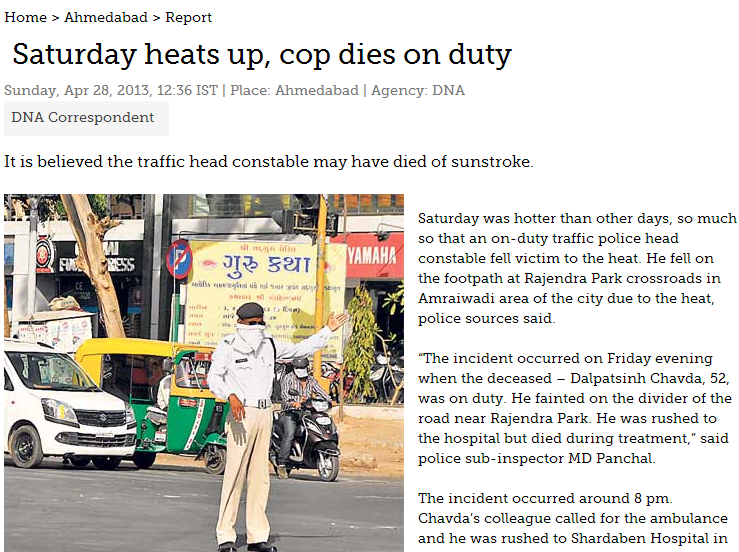 Home > Ahmedabad > Report
Saturday heats up, cop dies on duty
Sunday, Apr 28, 2013, 12:36 IST | Place: Ahmedabad | Agency: DNA
DNA Correspondent
It is believed the traffic head constable may have died of sunstroke.
ગુરુ કથા
YAMAHA
Saturday was hotter than other days, so much
so that an on-duty traffic police head
constable fell victim to the heat. He fell on
the footpath at Rajendra Park crossroads in
Amraiwadi area of the city due to the heat,
police sources said.
“The incident occurred on Friday evening
when the deceased – Dalpatsinh Chavda, 52,
was on duty. He fainted on the divider of the
road near Rajendra Park. He was rushed to
the hospital but died during treatment,” said
police sub-inspector MD Panchal.
The incident occurred around 8 pm.
Chavda’s colleague called for the ambulance
and he was rushed to Shardaben Hospital in